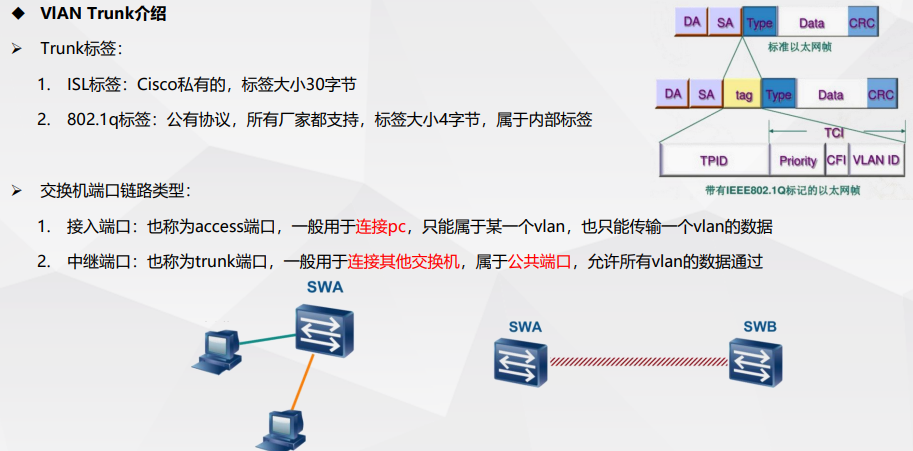 VlAN Trunk介绍
Trunk标签：
1. ISL标签：Cisco私有的，标签大小30字节
2. 802.1q标签：公有协议，所有厂家都支持，标签大小4字节，属于内部标签
DA SA Type Data CRC
标准以太网帧
DA SA tag Type Data CRC
TCI
TPID Priority CFI VLAN ID
带有IEEE802.1Q标记的以太网帧
交换机端口链路类型：
1. 接入端口：也称为access端口，一般用于连接pc，只能属于某一个vlan，也只能传输一个vlan的数据
2. 中继端口：也称为trunk端口，一般用于连接其他交换机，属于公共端口，允许所有vlan的数据通过
SWA
SWA SWB